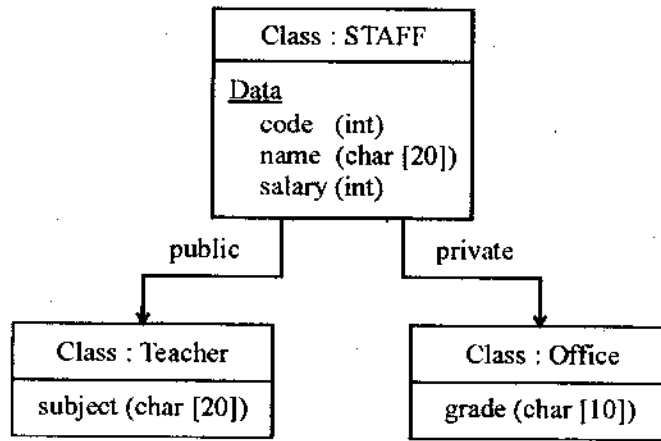 Class : STAFF
Data
code (int)
name (char [20])
salary (int)
public private
Class : Teacher
subject (char [20])
Class : Office
grade (char [10])